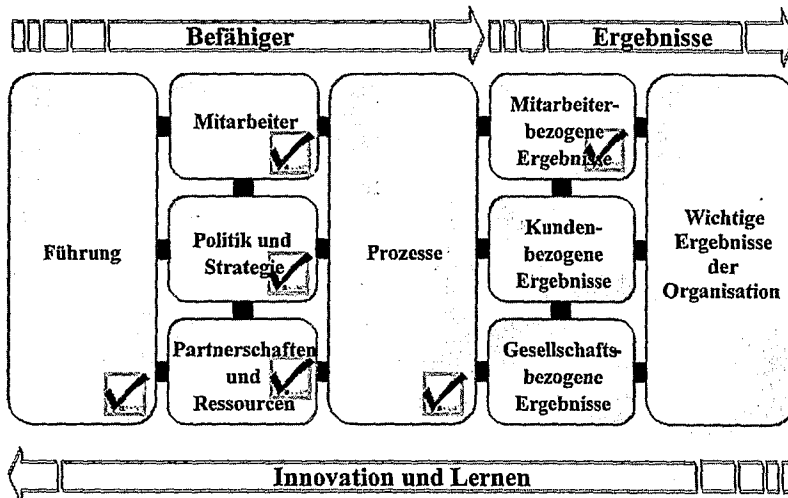 Befähiger
Ergebnisse
Führung
Mitarbeiter
Politik und
Strategie
Partnerschaften
und
Ressourcen
Prozesse
Mitarbeiter-
bezogene
Ergebnisse
Kunden-
bezogene
Ergebnisse
Gesellschafts-
bezogene
Ergebnisse
Wichtige
Ergebnisse
der
Organisation
Innovation und Lernen